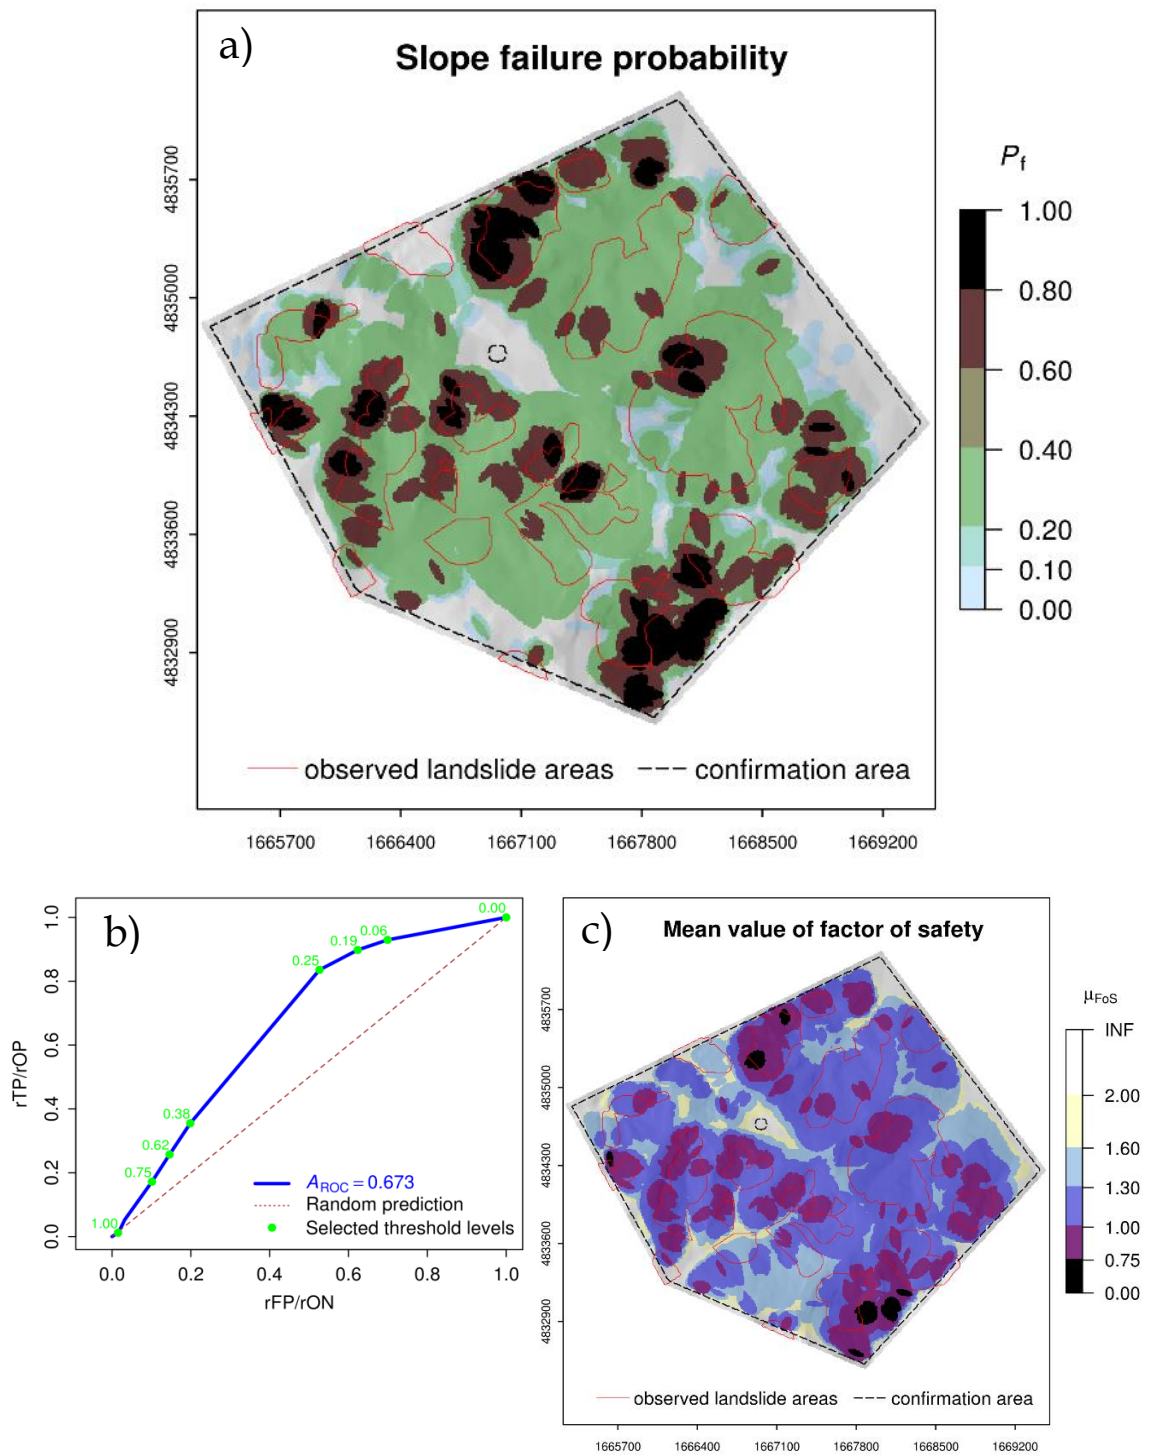 a)
Slope failure probability
4835700
4835000
4834300
4833600
4832900
Pf
1.00
0.80
0.60
0.40
0.20
0.10
0.00
observed landslide areas
confirmation area
1665700 1666400 1667100 1667800 1668500 1669200
b)
1.0
0.8
0.6
0.4
0.2
0.0
rTP/rOP
0.00
0.06
0.19
0.25
0.38
0.62
0.75
1.00
AROC = 0.673
Random prediction
Selected threshold levels
0.0 0.2 0.4 0.6 0.8 1.0
rFP/rON
c)
Mean value of factor of safety
4835700
4835000
4834300
4833600
4832900
μFoS
INF
2.00
1.60
1.30
1.00
0.75
0.00
observed landslide areas
confirmation area
1665700 1666400 1667100 1667800 1668500 1669200